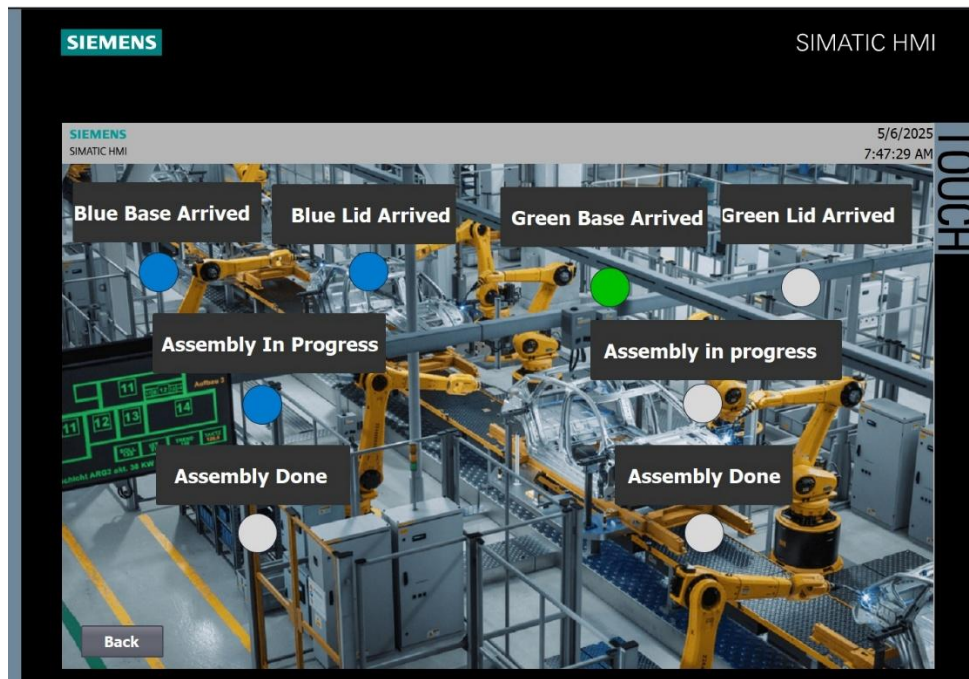 SIEMENS
SIMATIC HMI
SIEMENS
SIMATIC HMI
5/6/2025
7:47:29 AM
TOUCH
Blue Base Arrived
Blue Lid Arrived
Green Base Arrived
Green Lid Arrived
Assembly In Progress
Assembly in progress
11
Aufbau 3
11
12
13
14
Assembly Done
Assembly Done
Back